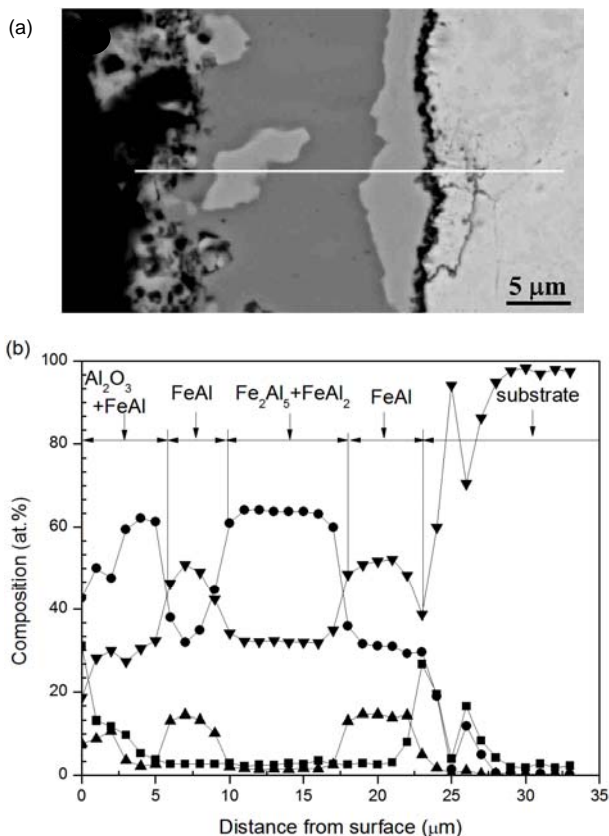 (a)
5 μm
(b)
Al₂O₃
+FeAl
FeAl
Fe₂Al₅+FeAl₂
FeAl
substrate
100
80
60
40
20
0
Composition (at.%)
0 5 10 15 20 25 30 35
Distance from surface (μm)